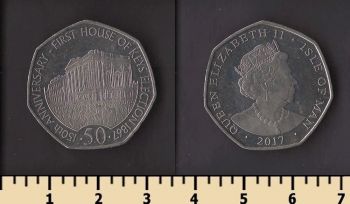 150th ANNIVERSARY - FIRST HOUSE OF KEYS ELECTION 1867
50
QUEEN ELIZABETH II · ISLE OF MAN
· 2017 ·
1 2 3 4 5 6 7